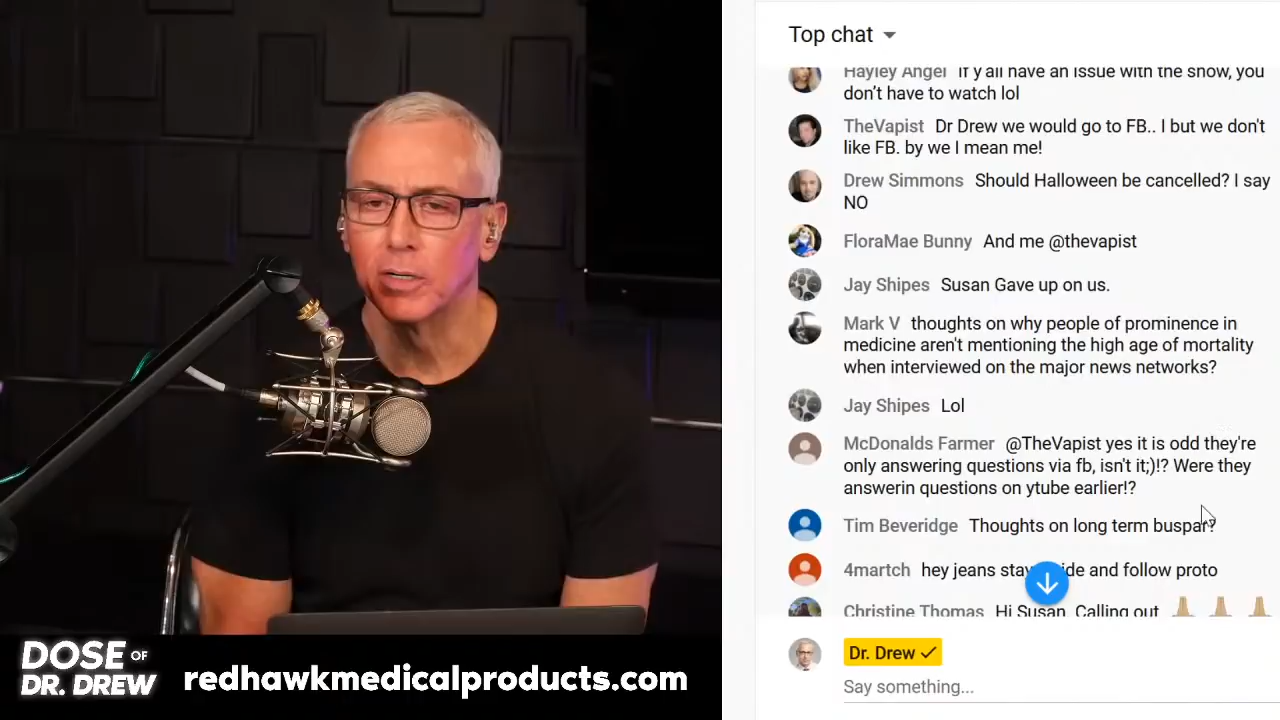 Top chat
Hayley Angel If y'all have an issue with the show, you
don't have to watch lol
TheVapist Dr Drew we would go to FB.. I but we don't
like FB. by we I mean me!
Drew Simmons Should Halloween be cancelled? I say
NO
FloraMae Bunny And me @thevapist
Jay Shipes Susan Gave up on us.
Mark V thoughts on why people of prominence in
medicine aren't mentioning the high age of mortality
when interviewed on the major news networks?
Jay Shipes Lol
McDonalds Farmer @TheVapist yes it is odd they're
only answering questions via fb, isn't it;)!? Were they
answerin questions on ytube earlier!?
Tim Beveridge Thoughts on long term buspar?
4martch hey jeans and follow proto
Christine Thomas Hi Susan. Calling out
Dr. Drew
Say something...
DOSE OF
DR. DREW
redhawkmedicalproducts.com